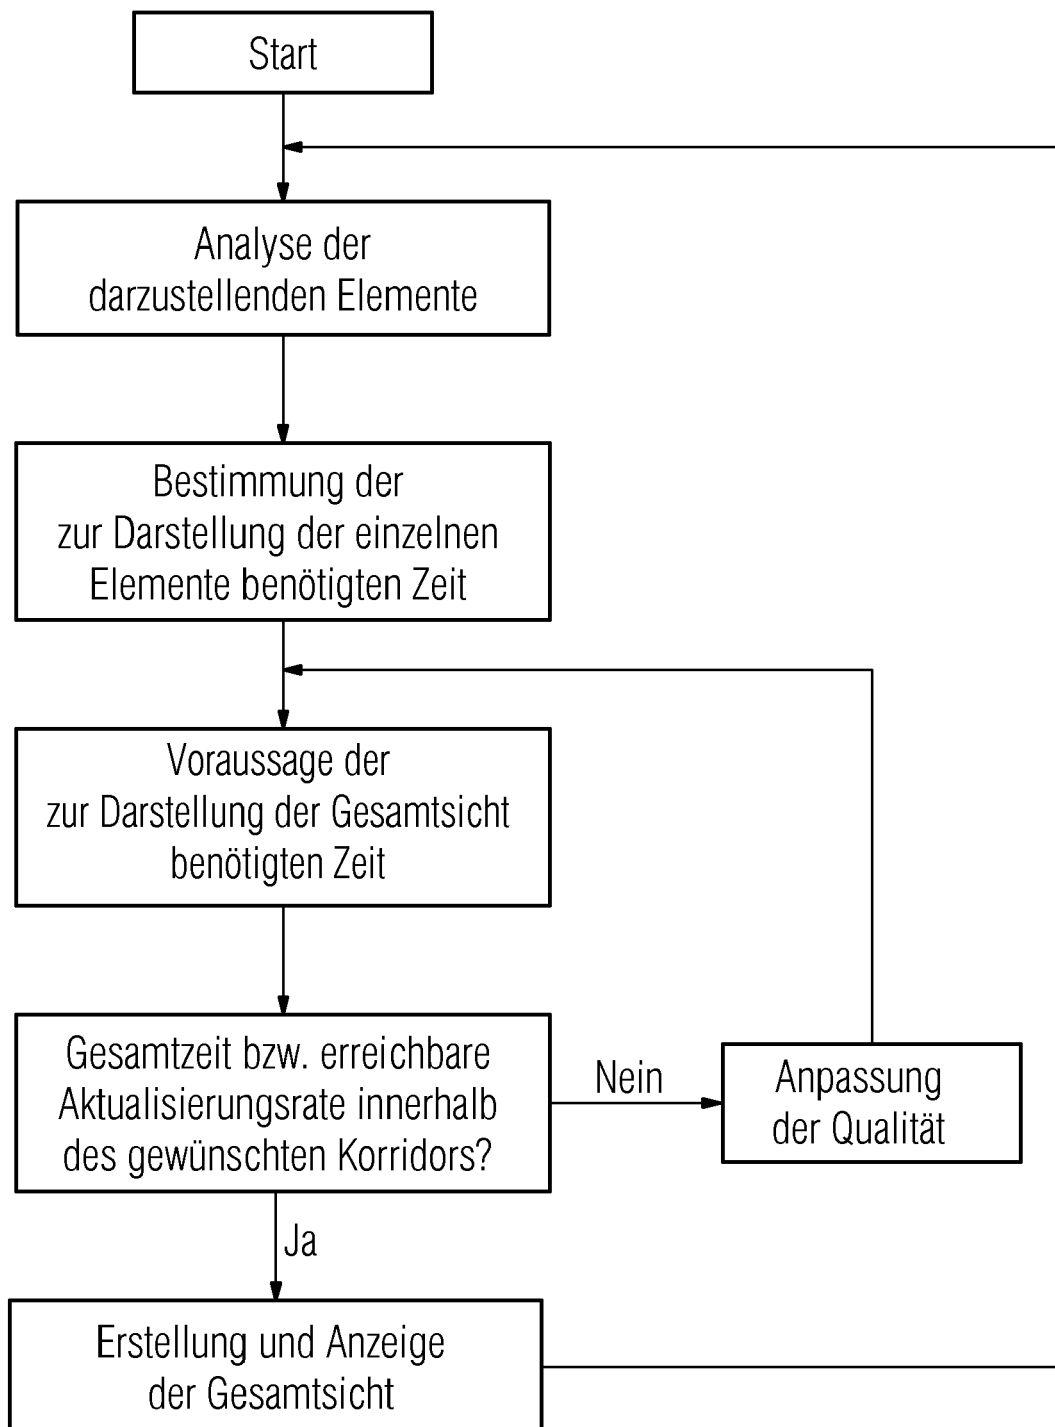 Start
Analyse der
darzustellenden Elemente
Bestimmung der
zur Darstellung der einzelnen
Elemente benötigten Zeit
Voraussage der
zur Darstellung der Gesamtsicht
benötigten Zeit
Gesamtzeit bzw. erreichbare
Aktualisierungsrate innerhalb
des gewünschten Korridors?
Nein
Anpassung
der Qualität
Ja
Erstellung und Anzeige
der Gesamtsicht